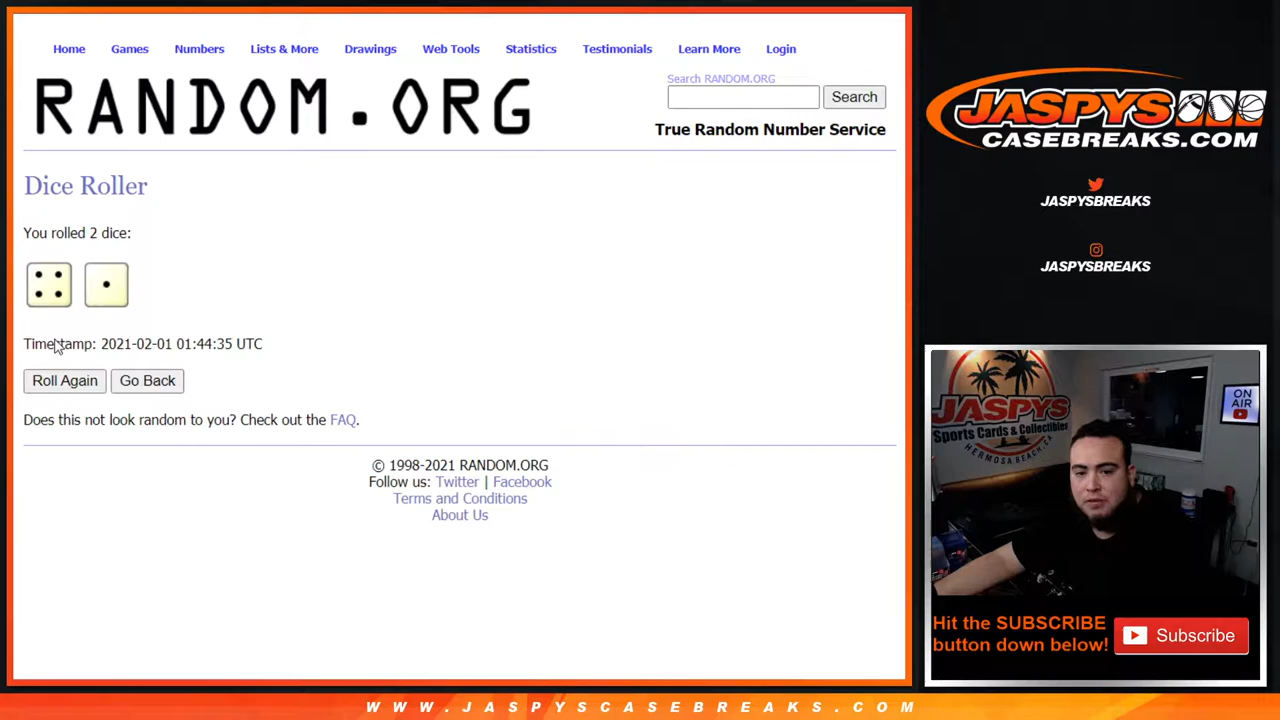 Home Games Numbers Lists & More Drawings Web Tools Statistics Testimonials Learn More Login
RANDOM.ORG
Search RANDOM.ORG
Search
True Random Number Service
Dice Roller
You rolled 2 dice:
Timestamp: 2021-02-01 01:44:35 UTC
Roll Again Go Back
Does this not look random to you? Check out the FAQ.
© 1998-2021 RANDOM.ORG
Follow us: Twitter | Facebook
Terms and Conditions
About Us
JASPYS
CASEBREAKS.COM
JASPYSBREAKS
JASPYSBREAKS
JASPYS
Sports Cards & Collectibles
HERMOSA BEACH, CA
ON
AIR
Hit the SUBSCRIBE
button down below!
Subscribe
WWW.JASPYSCASEBREAKS.COM